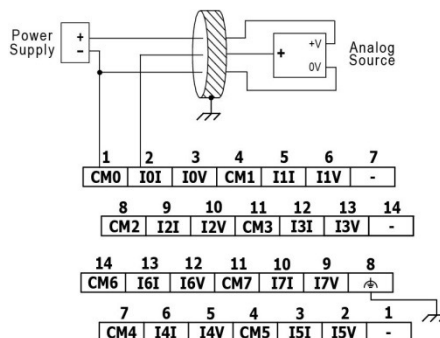 Power Supply
+
-
+
+V
0V
Analog Source
1 2 3 4 5 6 7
CM0 I0I I0V CM1 I1I I1V -
8 9 10 11 12 13 14
CM2 I2I I2V CM3 I3I I3V -
14 13 12 11 10 9 8
CM6 I6I I6V CM7 I7I I7V
7 6 5 4 3 2 1
CM4 I4I I4V CM5 I5I I5V -